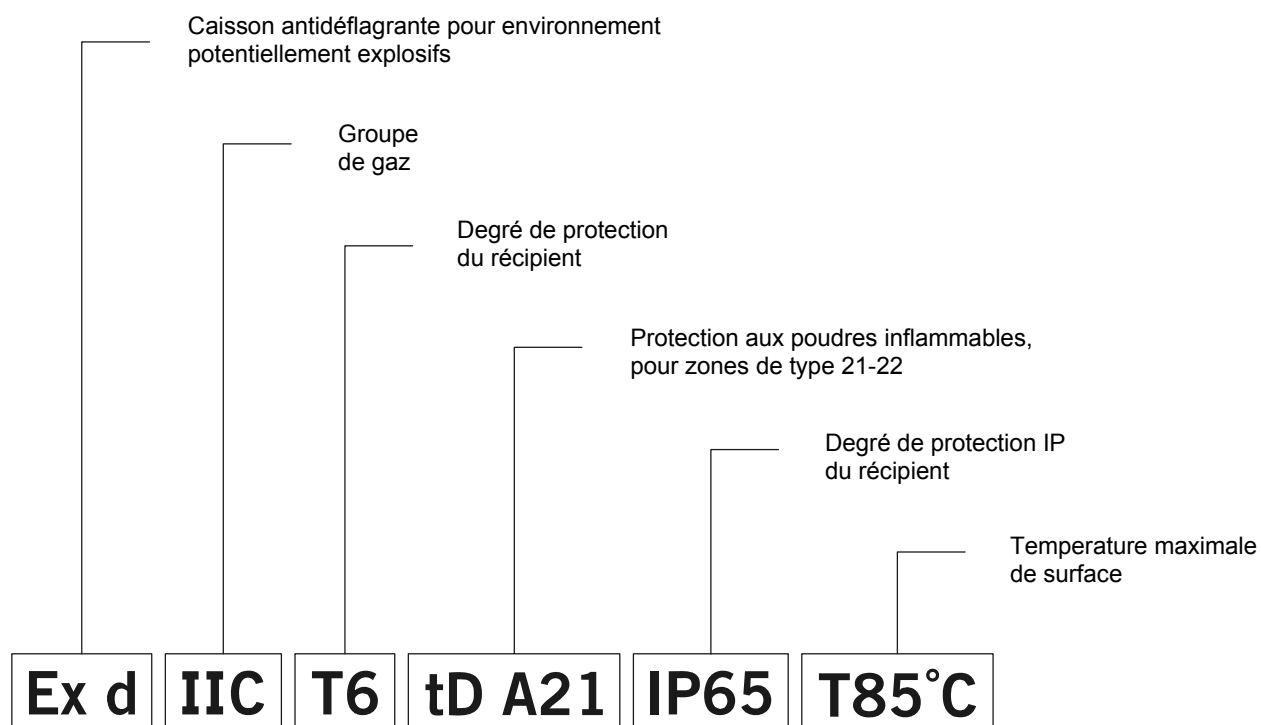 Caisson antidéflagrante pour environnement
potentiellement explosifs
Groupe
de gaz
Degré de protection
du récipient
Protection aux poudres inflammables,
pour zones de type 21-22
Degré de protection IP
du récipient
Temperature maximale
de surface
Ex d IIC T6 tD A21 IP65 T85°C